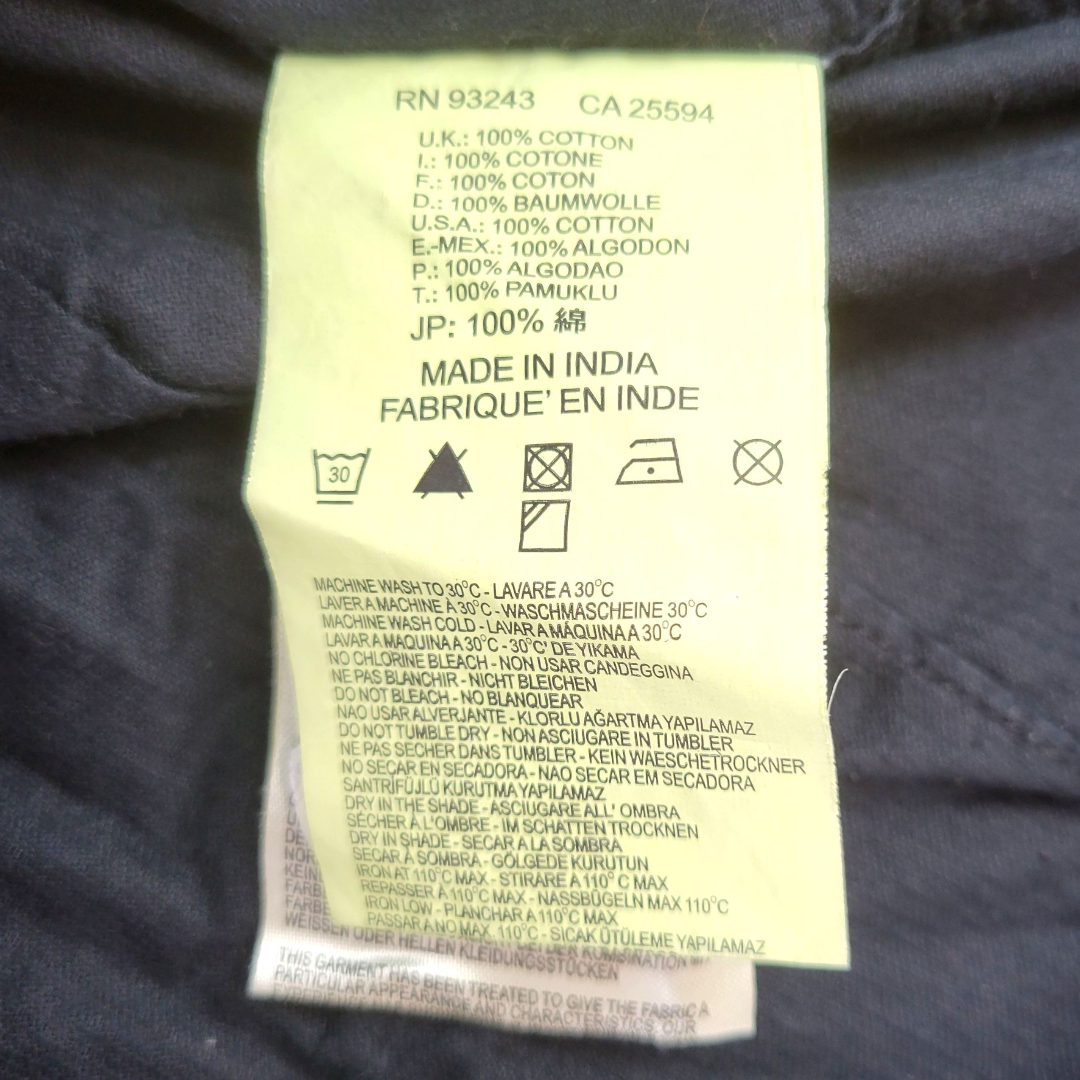 RN 93243 CA 25594
U.K.: 100% COTTON
I.: 100% COTONE
F.: 100% COTON
D.: 100% BAUMWOLLE
U.S.A.: 100% COTTON
E.-MEX.: 100% ALGODON
P.: 100% ALGODAO
T.: 100% PAMUKLU
JP: 100% 綿
MADE IN INDIA
FABRIQUE' EN INDE
30
MACHINE WASH TO 30°C - LAVARE A 30°C
LAVER A MACHINE À 30°C - WASCHMASCHEINE 30°C
MACHINE WASH COLD - LAVAR A MÁQUINA A 30°C
LAVAR A MAQUINA A 30°C - 30°C' DE YIKAMA
NO CHLORINE BLEACH - NON USAR CANDEGGINA
NE PAS BLANCHIR - NICHT BLEICHEN
DO NOT BLEACH - NO BLANQUEAR
NAO USAR ALVERJANTE - KLORLU AĞARTMA YAPILAMAZ
DO NOT TUMBLE DRY - NON ASCIUGARE IN TUMBLER
NE PAS SECHER DANS TUMBLER - KEIN WAESCHETROCKNER
NO SECAR EN SECADORA - NAO SECAR EM SECADORA
SANTRİFÜJLÜ KURUTMA YAPILAMAZ
DRY IN THE SHADE - ASCIUGARE ALL' OMBRA
SÉCHER À L'OMBRE - IM SCHATTEN TROCKNEN
DRY IN SHADE - SECAR A LA SOMBRA
SECAR À SOMBRA - GÖLGEDE KURUTUN
IRON AT 110°C MAX - STIRARE A 110° C MAX
REPASSER À 110°C MAX - NASSBÜGELN MAX 110°C
IRON LOW - PLANCHAR A 110°C MAX
PASSAR A NO MAX. 110°C - SICAK ÜTÜLEME YAPILAMAZ
DE
NOR
KEINE
FARBE
FARBE
WEISSEN ODER HELLEN KLEIDUNGSSTÜCKEN
THIS GARMENT HAS BEEN TREATED TO GIVE THE FABRIC A
PARTICULAR APPEARANCE AND CHARACTERISTICS. OUR